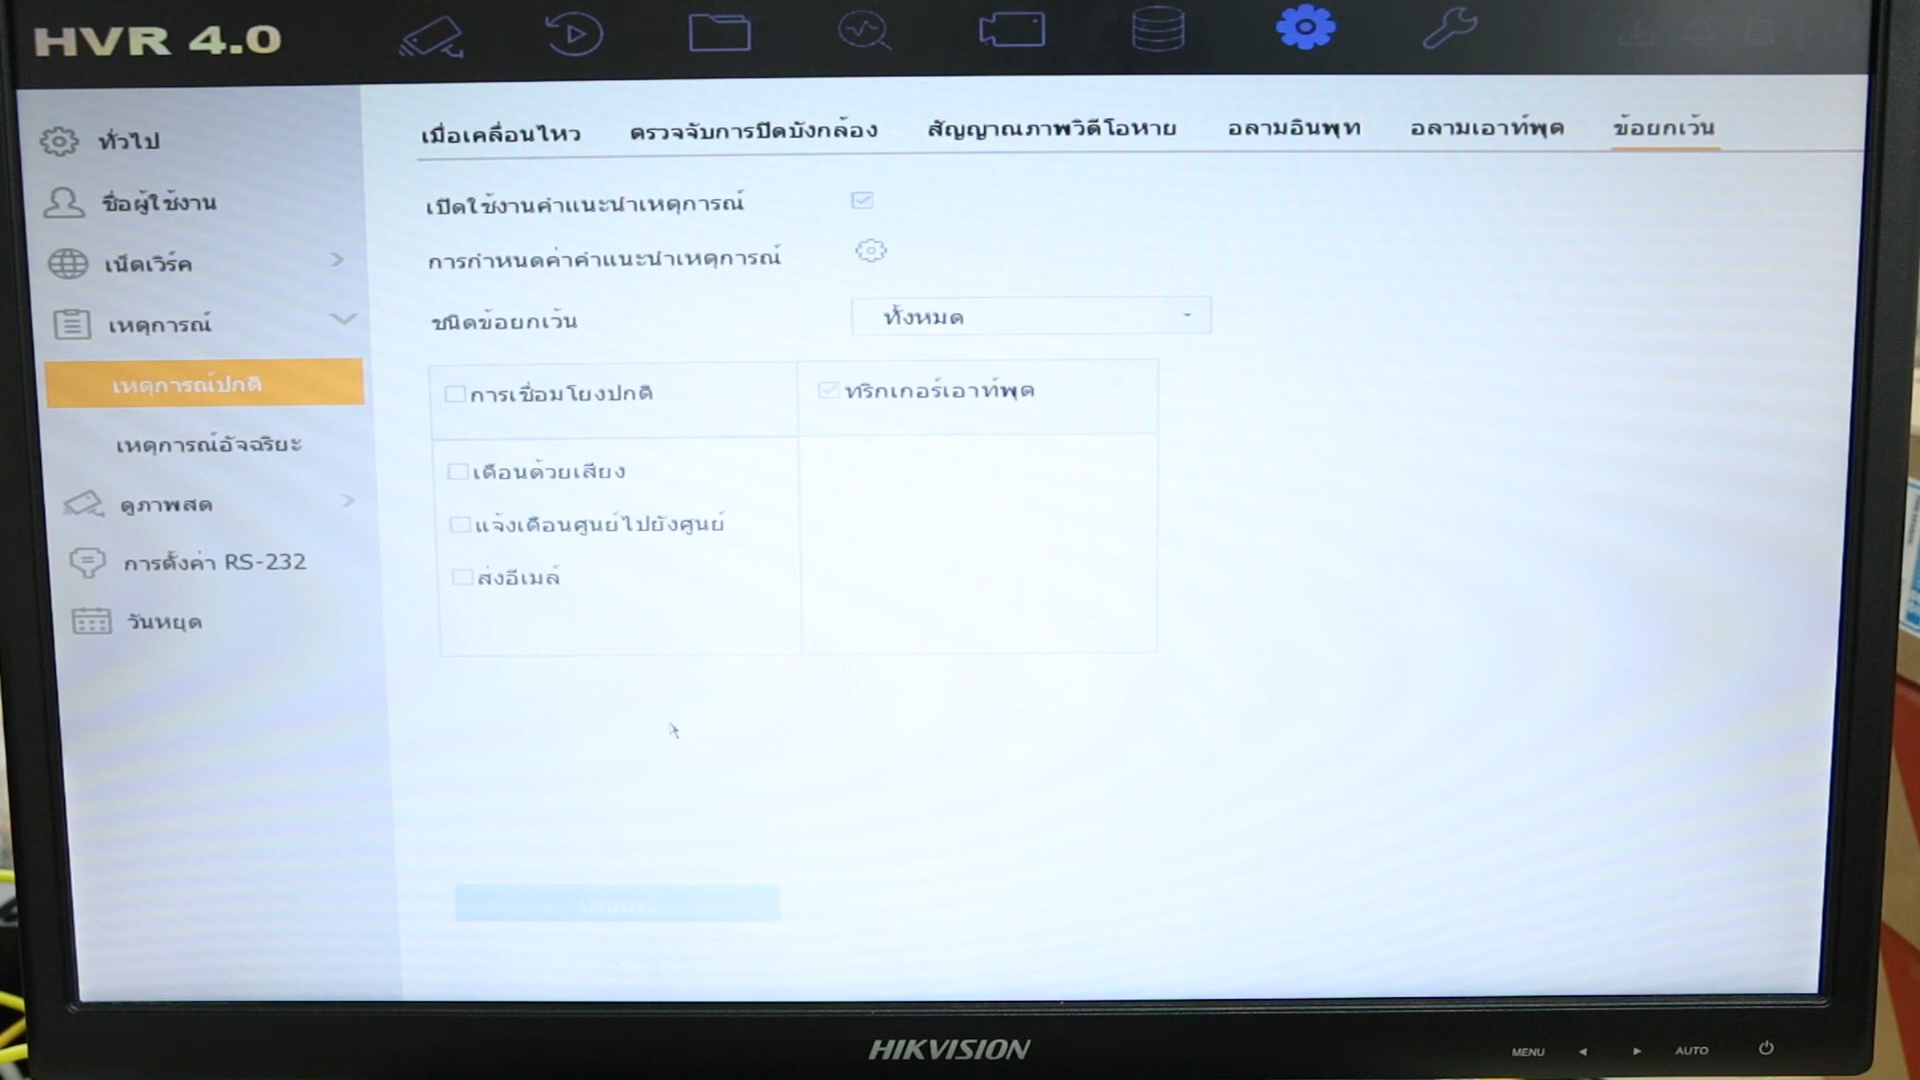 HVR 4.0
ทั่วไป
ชื่อผู้ใช้งาน
เน็ตเวิร์ค
เหตุการณ์
เหตุการณ์ปกติ
เหตุการณ์อัจฉริยะ
ดูภาพสด
การตั้งค่า RS-232
วันหยุด
เมื่อเคลื่อนไหว ตรวจจับการปิดบังกล้อง สัญญาณภาพวิดีโอหาย อลามอินพุท อลามเอาท์พุต ข้อยกเว้น
เปิดใช้งานคำแนะนำเหตุการณ์
การกำหนดค่าคำแนะนำเหตุการณ์
ชนิดข้อยกเว้น ทั้งหมด
การเชื่อมโยงปกติ ทริกเกอร์เอาท์พุต
เตือนด้วยเสียง
แจ้งเตือนศูนย์ไปยังศูนย์
ส่งอีเมล์
HIKVISION
MENU AUTO